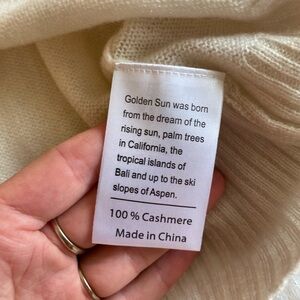 Golden Sun was born
from the dream of the
rising sun, palm trees
in California, the
tropical islands of
Bali and up to the ski
slopes of Aspen.
100% Cashmere
Made in China